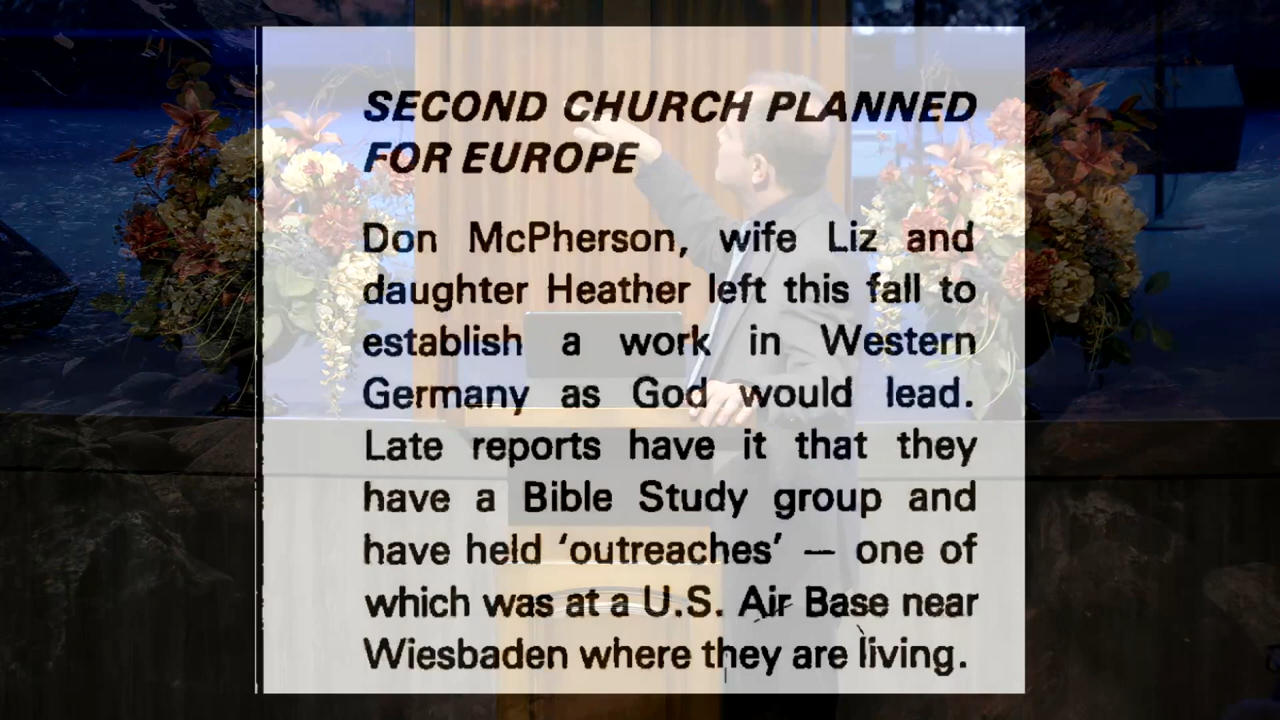 SECOND CHURCH PLANNED
FOR EUROPE
Don McPherson, wife Liz and
daughter Heather left this fall to
establish a work in Western
Germany as God would lead.
Late reports have it that they
have a Bible Study group and
have held ‘outreaches’ — one of
which was at a U.S. Air Base near
Wiesbaden where they are living.